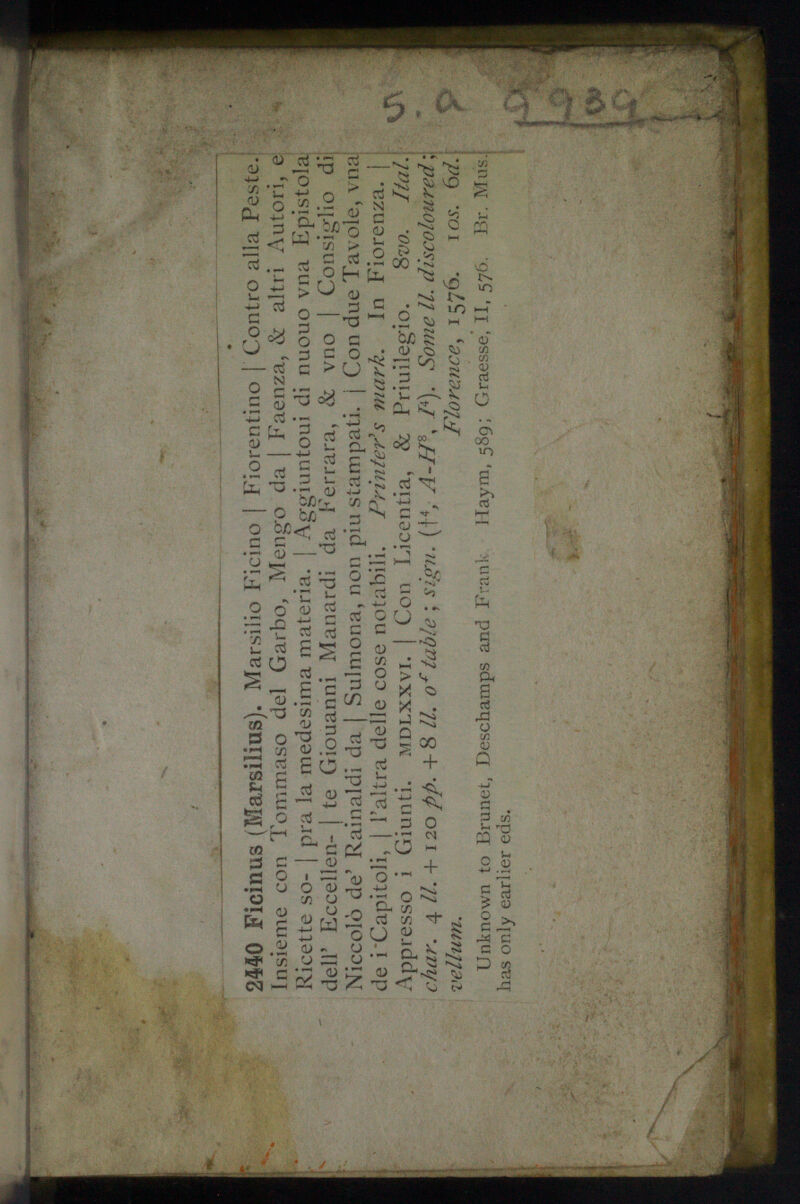 5.a 9989
2440 Ficinus (Marsilius). Marsilio Ficino | Fiorentino | Contro alla Peste.
Insieme con Tommaso del Garbo, Mengo da | Faenza, & altri Autori, e
Ricette so- | pra la medesima materia. | Aggiuntoui di nuouo vna Epistola
dell' Eccellen- | te Giouanni Manardi da Ferrara, & vno | Consiglio di
Niccolò de' Rainaldi da | Sulmona, non piu stampati. | Con due Tavole, vna
de i Capitoli, | l'altra delle cose notabili. Printer's mark. In Fiorenza. |
Appresso i Giunti. MDLXXVI. | Con Licentia, & Priuilegio. 8vo. Ital.
char. 4 ll. + 120 pp. + 8 ll. of table; sign. (†4, A-H8, I4). Some ll. discoloured;
vellum. Florence, 1576. 10s. 6d.
Unknown to Brunet, Deschamps and Frank Haym, 589; Graesse, II, 576. Br. Mus.
has only earlier eds.